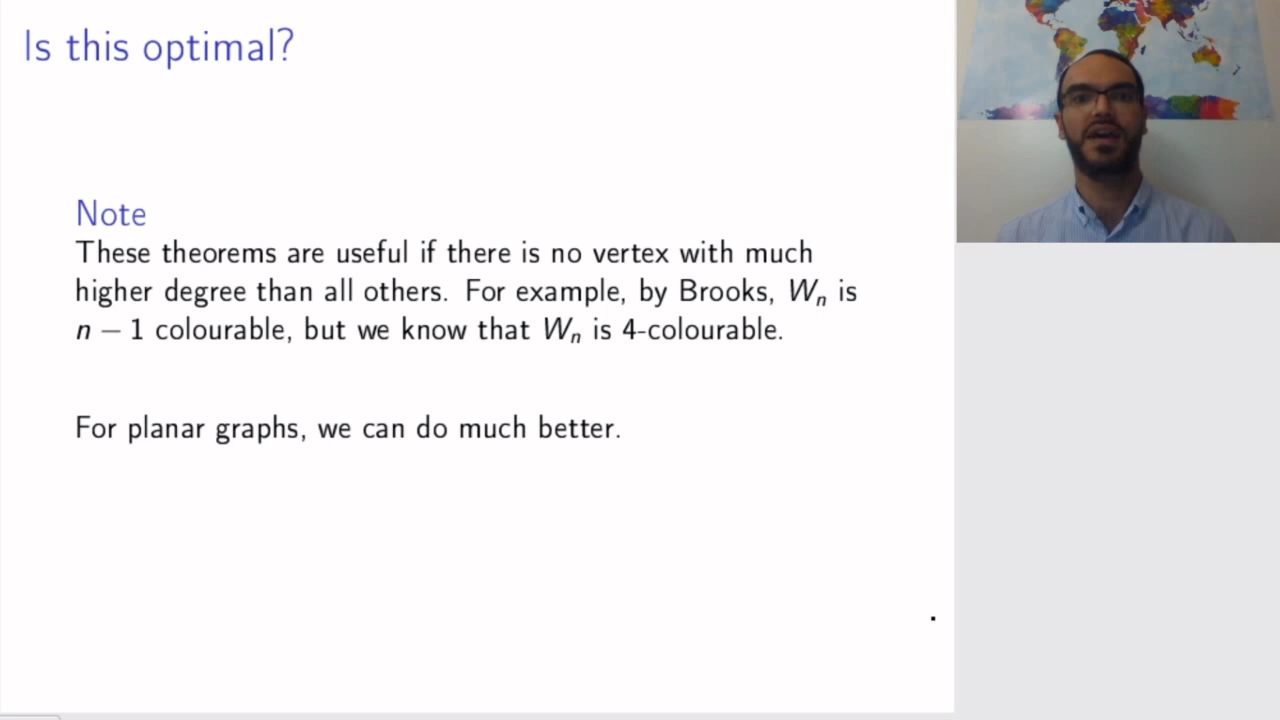 Is this optimal?
Note
These theorems are useful if there is no vertex with much
higher degree than all others. For example, by Brooks, Wₙ is
n − 1 colourable, but we know that Wₙ is 4-colourable.
For planar graphs, we can do much better.